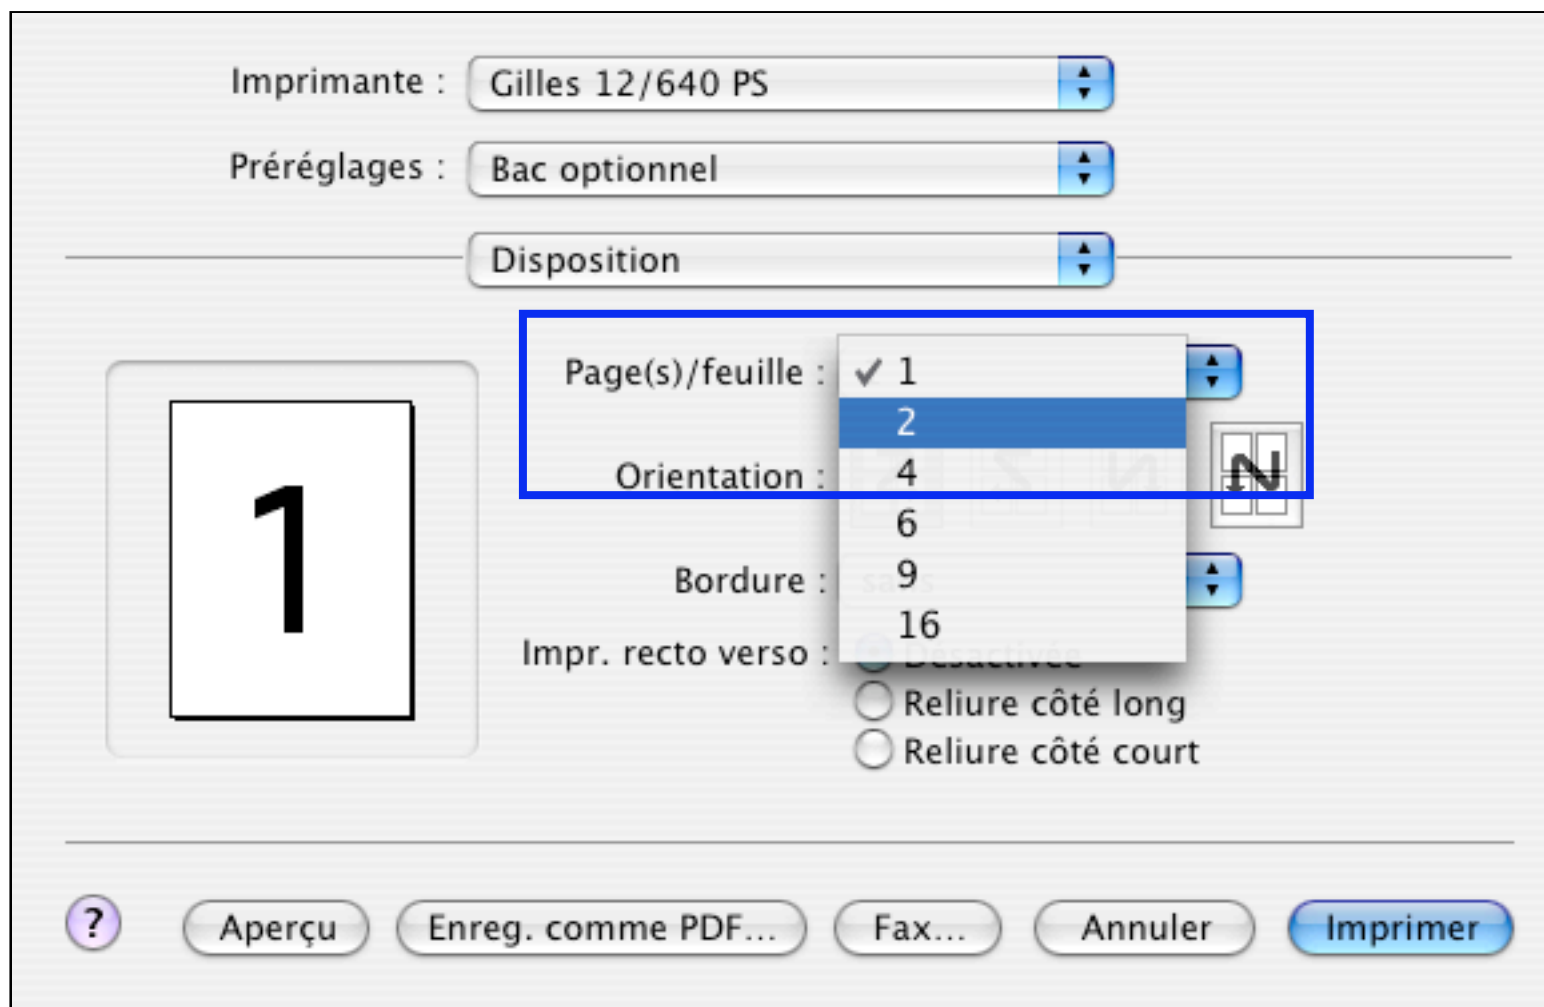 Imprimante : Gilles 12/640 PS
Préréglages : Bac optionnel
Disposition
1
Page(s)/feuille : ✓ 1
2
Orientation : 4
6
Bordure : 9
16
Impr. recto verso : Désactivée
Reliure côté long
Reliure côté court
? Aperçu Enreg. comme PDF... Fax... Annuler Imprimer